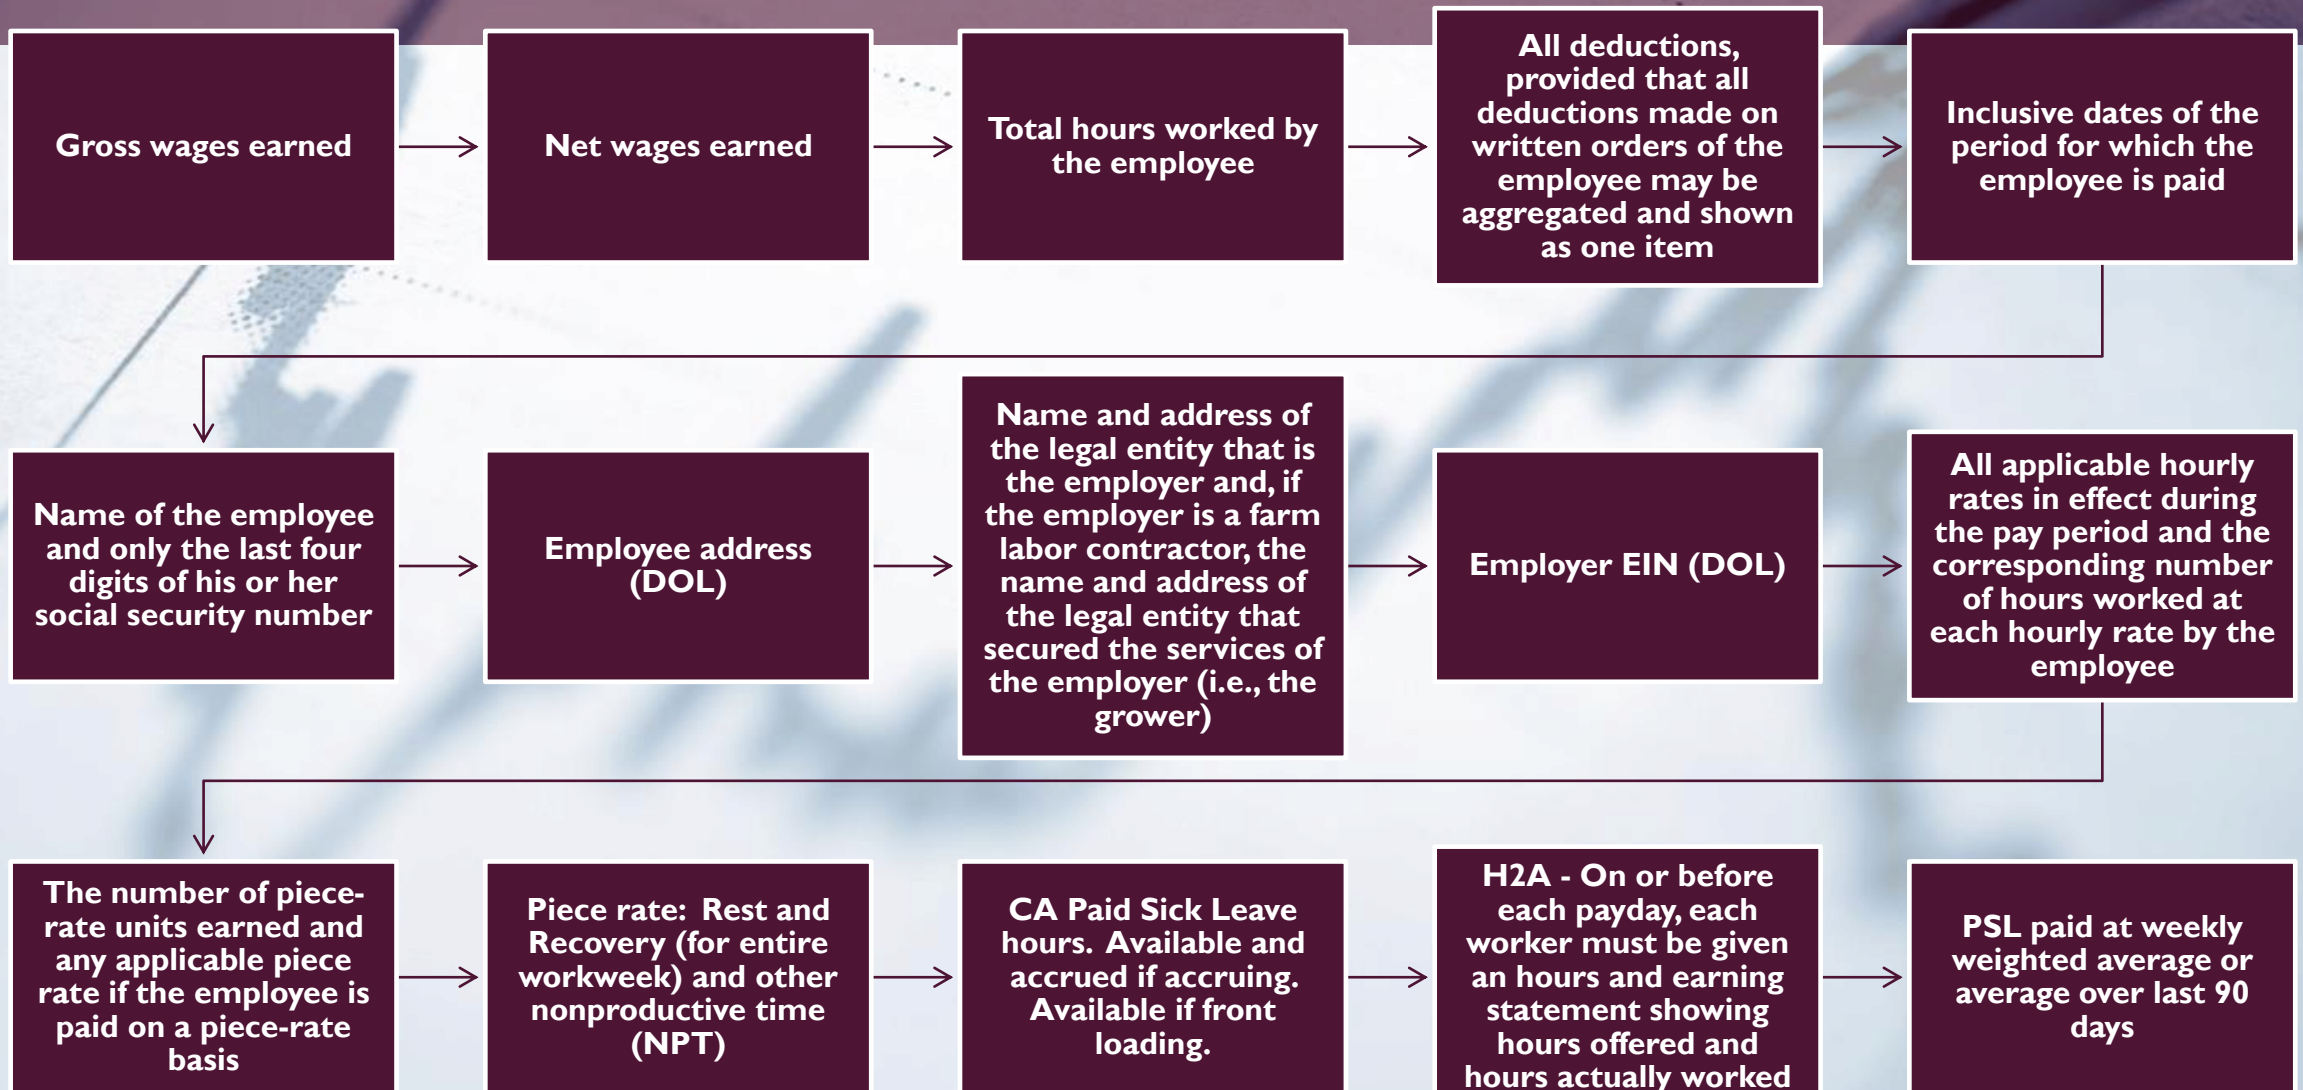 Gross wages earned
Net wages earned
Total hours worked by
the employee
All deductions,
provided that all
deductions made on
written orders of the
employee may be
aggregated and shown
as one item
Inclusive dates of the
period for which the
employee is paid
Name of the employee
and only the last four
digits of his or her
social security number
Employee address
(DOL)
Name and address of
the legal entity that is
the employer and, if
the employer is a farm
labor contractor, the
name and address of
the legal entity that
secured the services of
the employer (i.e., the
grower)
Employer EIN (DOL)
All applicable hourly
rates in effect during
the pay period and the
corresponding number
of hours worked at
each hourly rate by the
employee
The number of piece-
rate units earned and
any applicable piece
rate if the employee is
paid on a piece-rate
basis
Piece rate: Rest and
Recovery (for entire
workweek) and other
nonproductive time
(NPT)
CA Paid Sick Leave
hours. Available and
accrued if accruing.
Available if front
loading.
H2A - On or before
each payday, each
worker must be given
an hours and earning
statement showing
hours offered and
hours actually worked
PSL paid at weekly
weighted average or
average over last 90
days